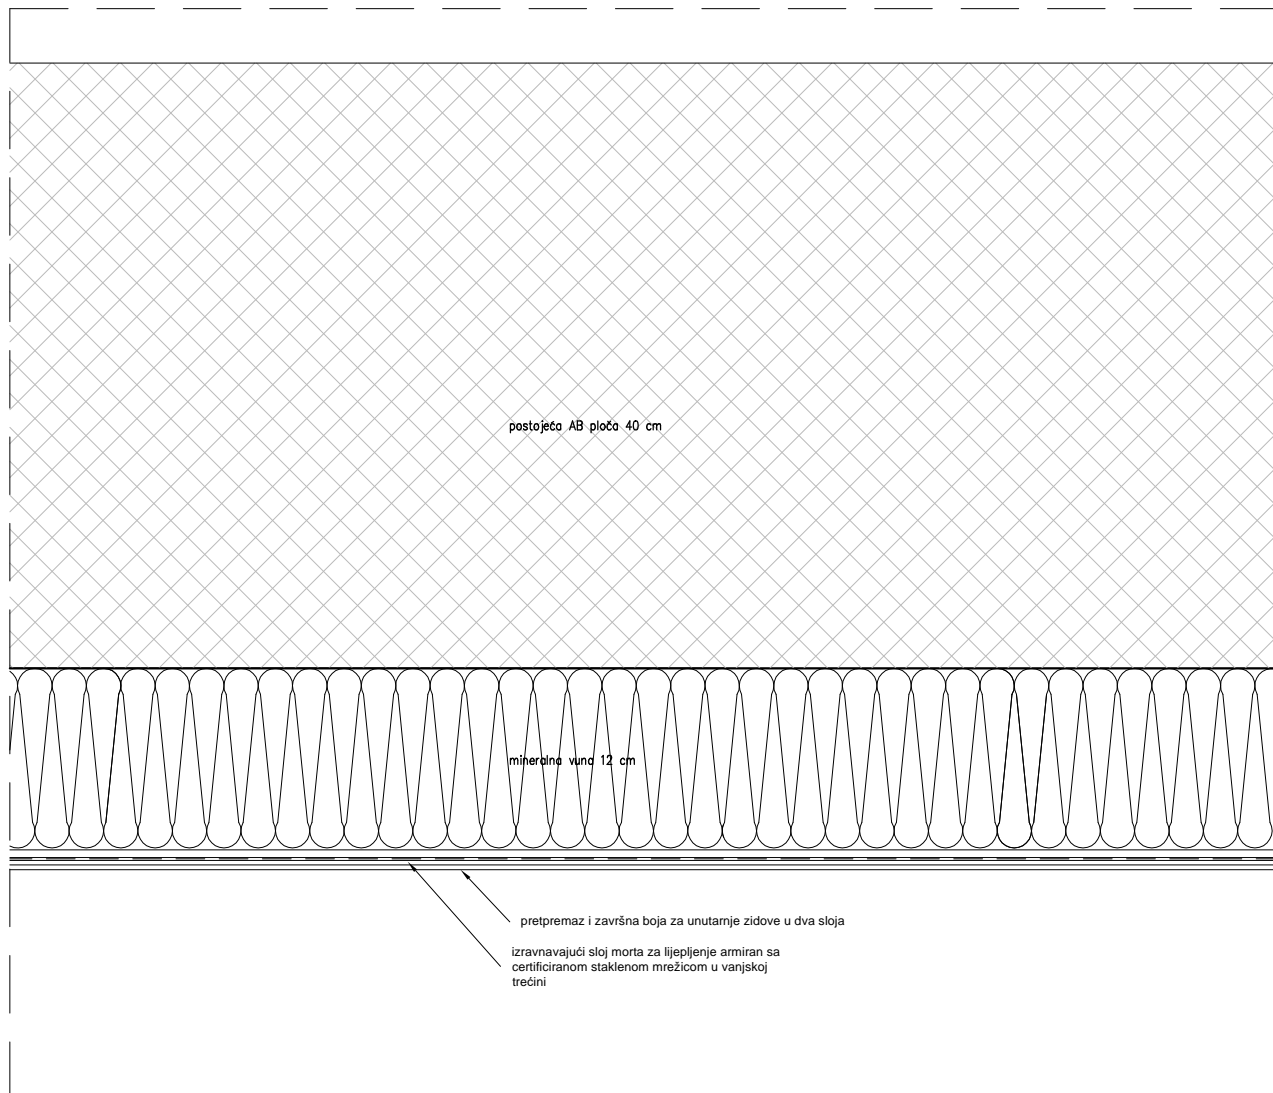 postojeća AB ploča 40 cm
mineralna vuna 12 cm
pretpremaz i završna boja za unutarnje zidove u dva sloja
izravnavajući sloj morta za lijepljenje armiran sa
certificiranom staklenom mrežicom u vanjskoj
trećini